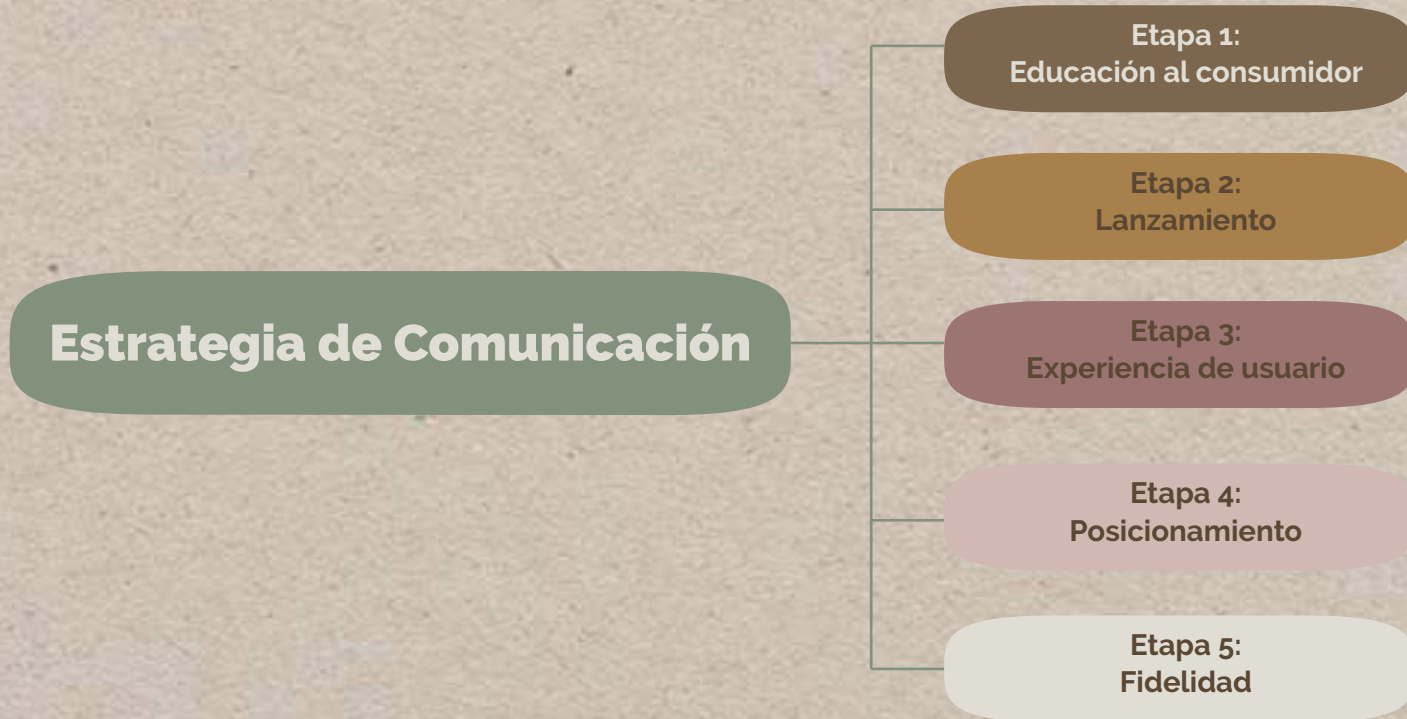 Estrategia de Comunicación
Etapa 1:
Educación al consumidor
Etapa 2:
Lanzamiento
Etapa 3:
Experiencia de usuario
Etapa 4:
Posicionamiento
Etapa 5:
Fidelidad